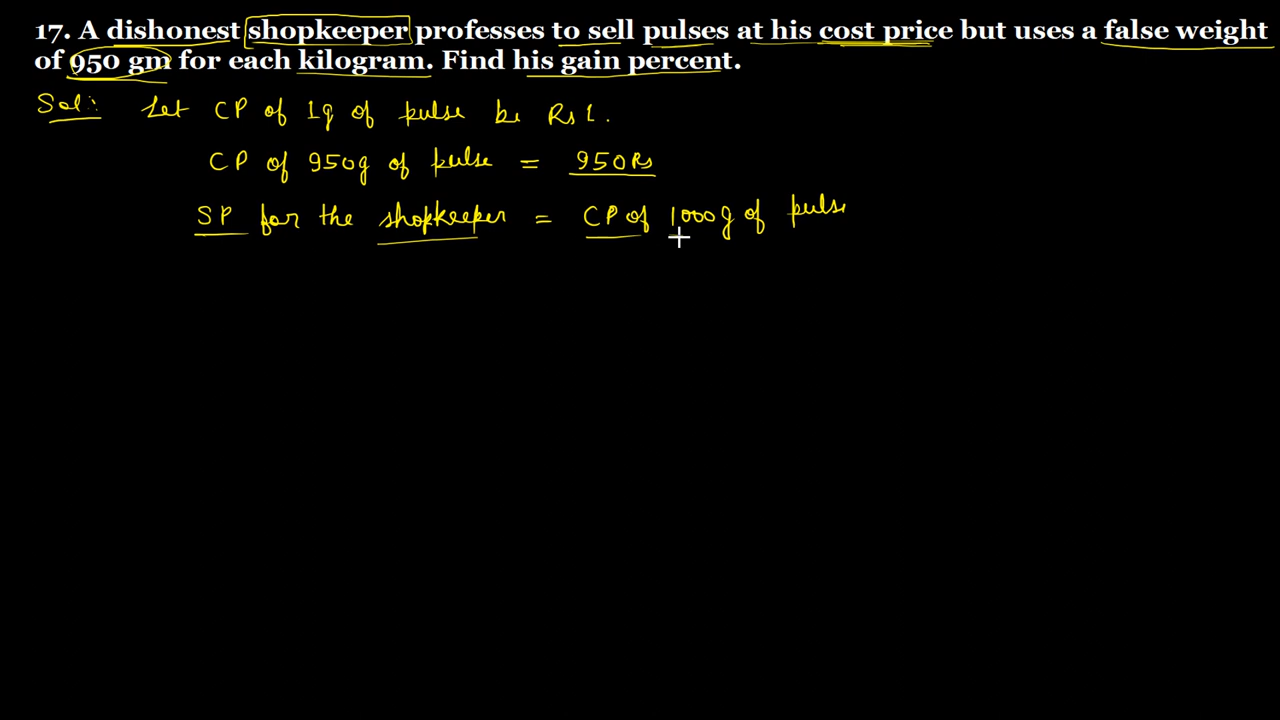 17. A dishonest shopkeeper professes to sell pulses at his cost price but uses a false weight
of 950 gm for each kilogram. Find his gain percent.
Sol: Let CP of 1g of pulse be Rs 1.
CP of 950g of pulse = 950 Rs
SP for the shopkeeper = CP of 1000g of pulse